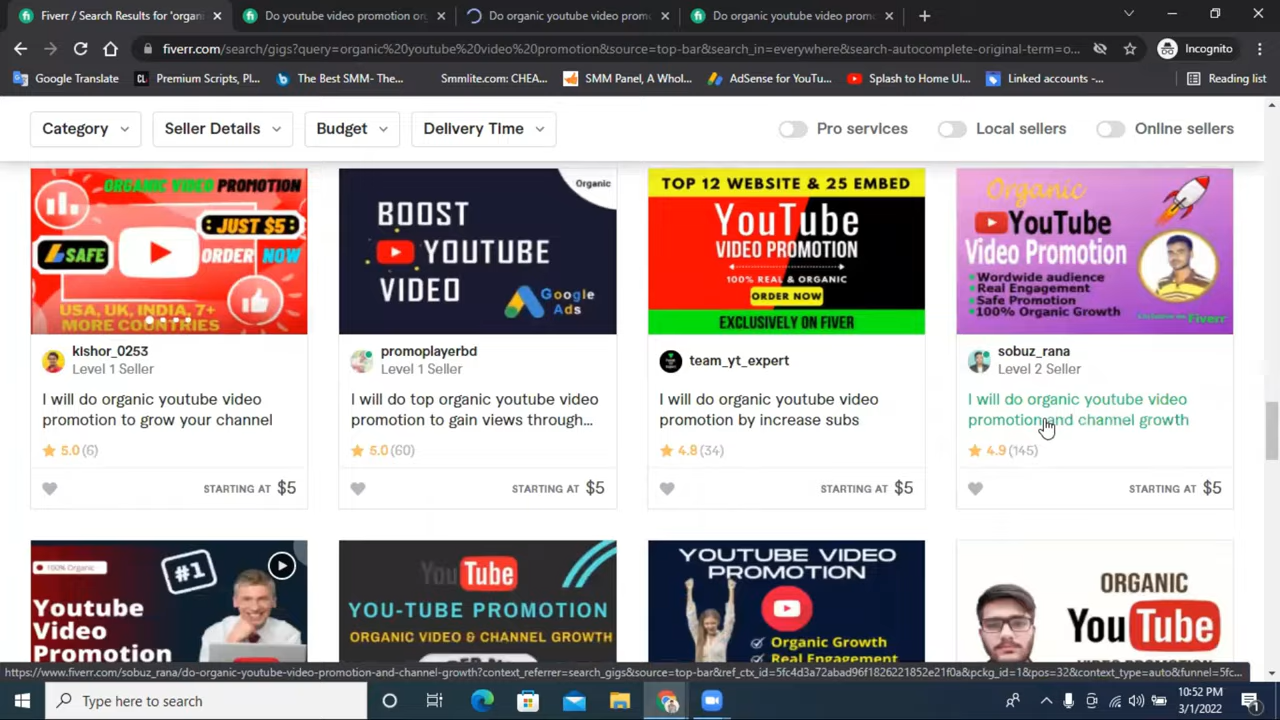 Fiverr / Search Results for 'organ
Do youtube video promotion org
Do organic youtube video promo
Do organic youtube video promo
fiverr.com/search/gigs?query=organic%20youtube%20video%20promotion&source=top-bar&search_in=everywhere&search-autocomplete-original-term=o...
Incognito
Google Translate
Premium Scripts, Pl...
The Best SMM- The...
Smmlite.com: CHEA...
SMM Panel, A Whol...
AdSense for YouTu...
Splash to Home UI...
Linked accounts -...
Reading list
Category
Seller Details
Budget
Delivery Time
Pro services
Local sellers
Online sellers
ORGANIC VIDEO PROMOTION
JUST $5
SAFE
ORDER NOW
USA, UK, INDIA, 7+
MORE COUNTRIES
kishor_0253
Level 1 Seller
I will do organic youtube video
promotion to grow your channel
5.0 (6)
STARTING AT $5
Organic
BOOST
YOUTUBE
VIDEO
Google
Ads
promoplayerbd
Level 1 Seller
I will do top organic youtube video
promotion to gain views through...
5.0 (60)
STARTING AT $5
TOP 12 WEBSITE & 25 EMBED
YouTube
VIDEO PROMOTION
100% REAL & ORGANIC
ORDER NOW
EXCLUSIVELY ON FIVER
team_yt_expert
I will do organic youtube video
promotion by increase subs
4.8 (34)
STARTING AT $5
Organic
YouTube
Video Promotion
Wordwide audience
Real Engagement
Safe Promotion
100% Organic Growth
Fiverr
sobuz_rana
Level 2 Seller
I will do organic youtube video
promotion and channel growth
4.9 (145)
STARTING AT $5
100% Organic
#1
Youtube
Video
Promotion
YouTube
YOU-TUBE PROMOTION
ORGANIC VIDEO & CHANNEL GROWTH
YOUTUBE VIDEO
PROMOTION
Organic Growth
Real Engagement
ORGANIC
YouTube
https://www.fiverr.com/sobuz_rana/do-organic-youtube-video-promotion-and-channel-growth?context_referrer=search_gigs&source=top-bar&ref_ctx_id=5fc4d3a72abad96f1826221852e21f0a&pckg_id=1&pos=32&context_type=auto&funnel=5fc...
Type here to search
10:52 PM
3/1/2022
1